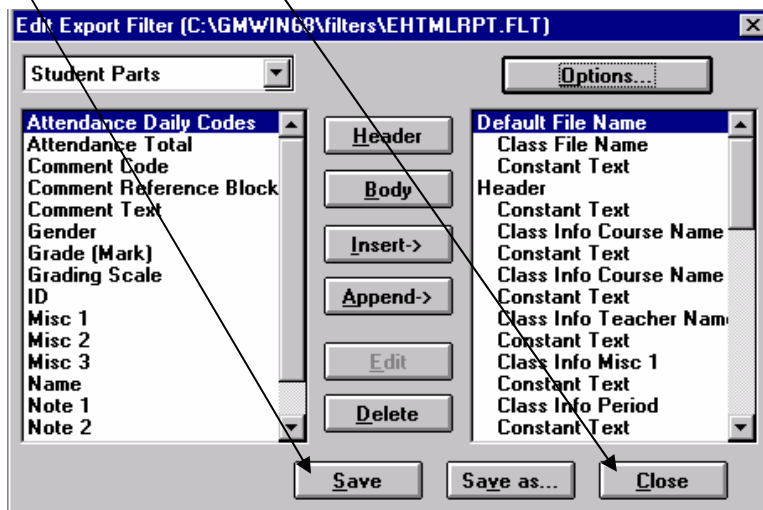 Edit Export Filter (C:\GMWIN68\filters\EHTMLRPT.FLT)
Student Parts
Options...
Attendance Daily Codes
Attendance Total
Comment Code
Comment Reference Block
Comment Text
Gender
Grade (Mark)
Grading Scale
ID
Misc 1
Misc 2
Misc 3
Name
Note 1
Note 2
Header
Body
Insert->
Append->
Edit
Delete
Default File Name
Class File Name
Constant Text
Header
Constant Text
Class Info Course Name
Constant Text
Class Info Course Name
Constant Text
Class Info Teacher Nam
Constant Text
Class Info Misc 1
Constant Text
Class Info Period
Constant Text
Save
Save as...
Close